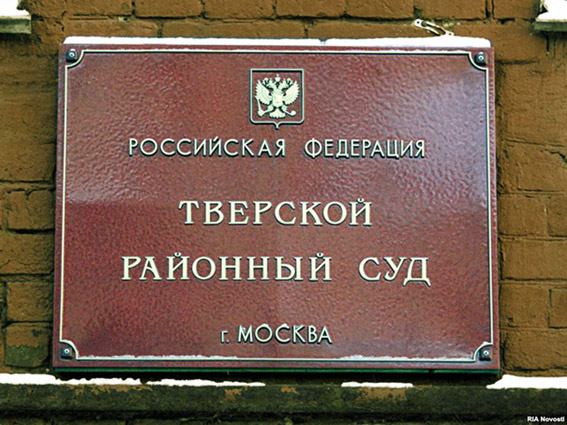 РОССИЙСКАЯ ФЕДЕРАЦИЯ
ТВЕРСКОЙ
РАЙОННЫЙ СУД
г. МОСКВА
RIA Novosti